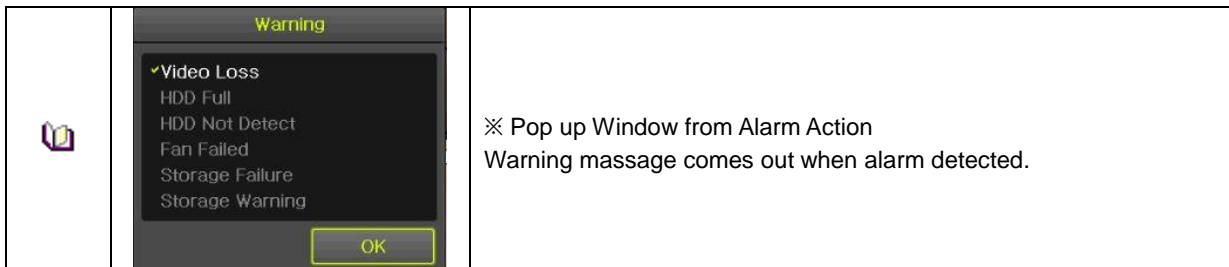 Warning
Video Loss
HDD Full
HDD Not Detect
Fan Failed
Storage Failure
Storage Warning
OK
※ Pop up Window from Alarm Action
Warning massage comes out when alarm detected.